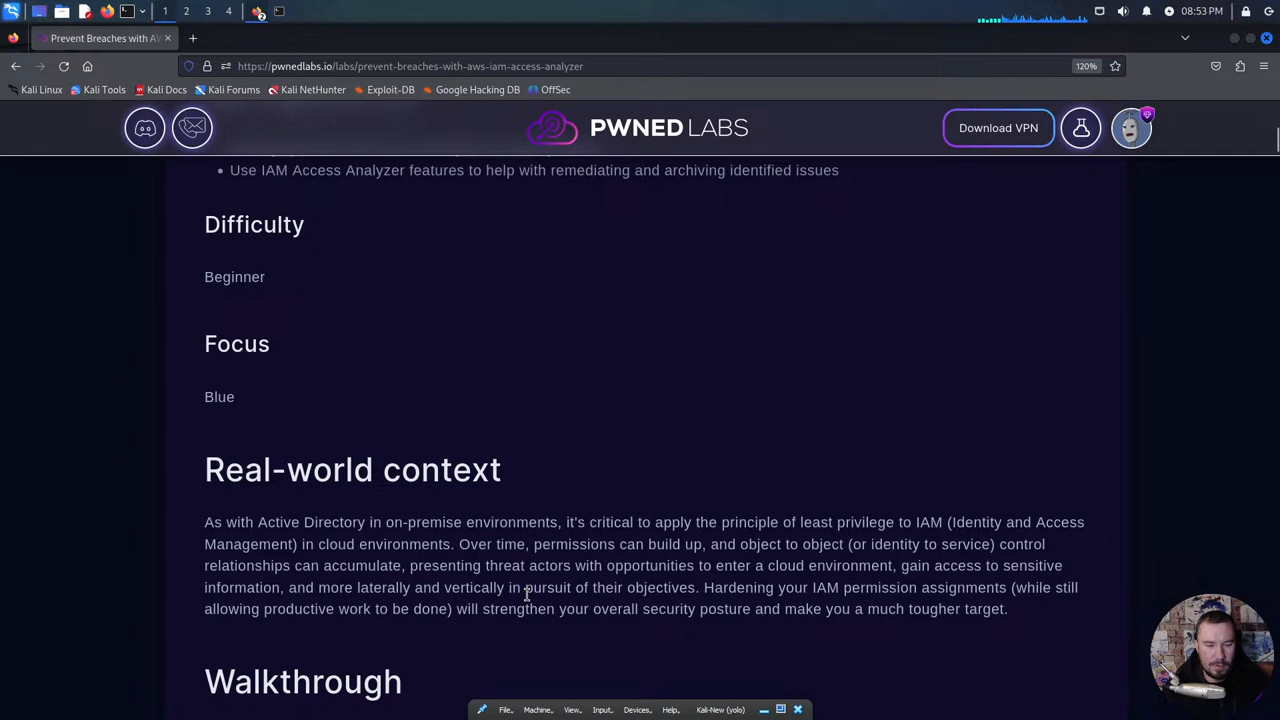 1 2 3 4
08:53 PM
Prevent Breaches with AW
https://pwnedlabs.io/labs/prevent-breaches-with-aws-iam-access-analyzer
120%
Kali Linux Kali Tools Kali Docs Kali Forums Kali NetHunter Exploit-DB Google Hacking DB OffSec
PWNED LABS
Download VPN
• Use IAM Access Analyzer features to help with remediating and archiving identified issues
Difficulty
Beginner
Focus
Blue
Real-world context
As with Active Directory in on-premise environments, it's critical to apply the principle of least privilege to IAM (Identity and Access
Management) in cloud environments. Over time, permissions can build up, and object to object (or identity to service) control
relationships can accumulate, presenting threat actors with opportunities to enter a cloud environment, gain access to sensitive
information, and more laterally and vertically in pursuit of their objectives. Hardening your IAM permission assignments (while still
allowing productive work to be done) will strengthen your overall security posture and make you a much tougher target.
Walkthrough
File Machine View Input Devices Help Kali-New (yolo)